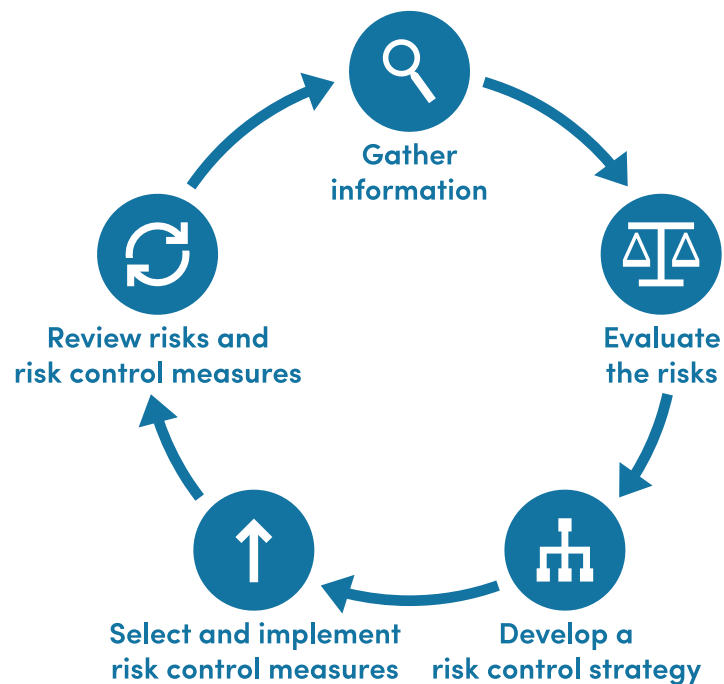 Gather
information
Evaluate
the risks
Develop a
risk control strategy
Select and implement
risk control measures
Review risks and
risk control measures